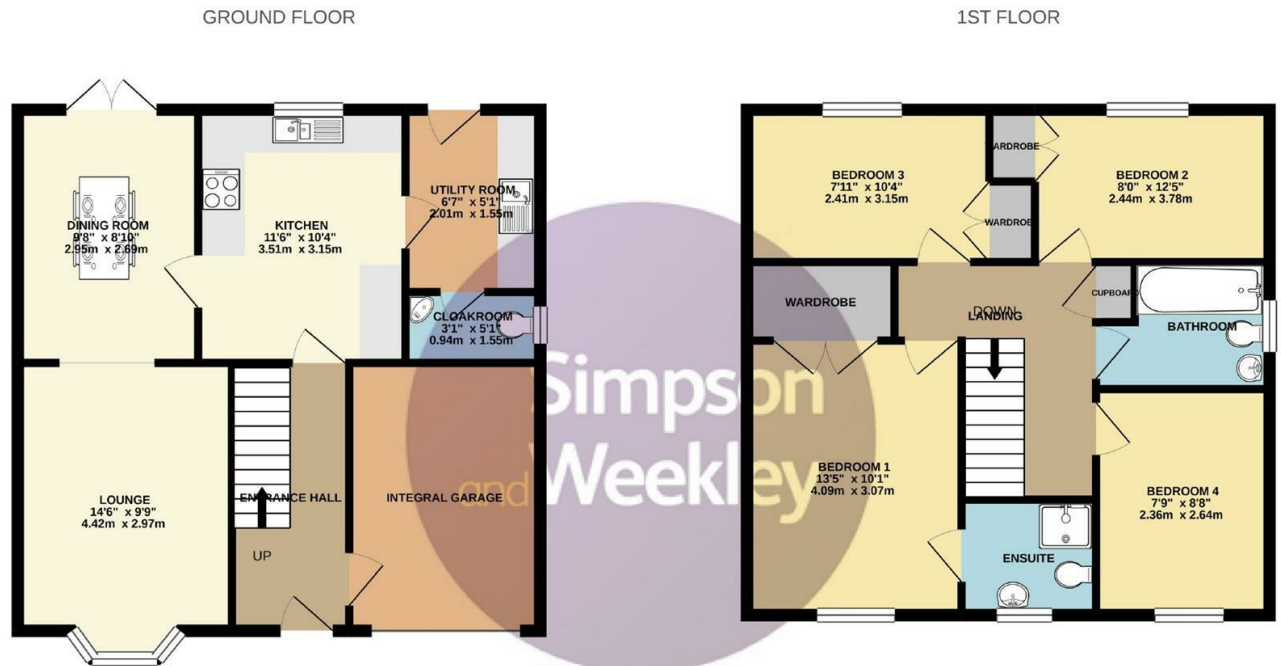 GROUND FLOOR
1ST FLOOR
DINING ROOM
9'8" x 8'10"
2.95m x 2.69m
KITCHEN
11'6" x 10'4"
3.51m x 3.15m
UTILITY ROOM
6'7" x 5'1"
2.01m x 1.55m
CLOAKROOM
3'1" x 5'1"
0.94m x 1.55m
LOUNGE
14'6" x 9'9"
4.42m x 2.97m
ENTRANCE HALL
UP
INTEGRAL GARAGE
BEDROOM 3
7'11" x 10'4"
2.41m x 3.15m
WARDROBE
WARDROBE
BEDROOM 2
8'0" x 12'5"
2.44m x 3.78m
WARDROBE
DOWN
LANDING
CUPBOARD
BATHROOM
BEDROOM 1
13'5" x 10'1"
4.09m x 3.07m
ENSUITE
BEDROOM 4
7'9" x 8'8"
2.36m x 2.64m
Simpson
and Weekley